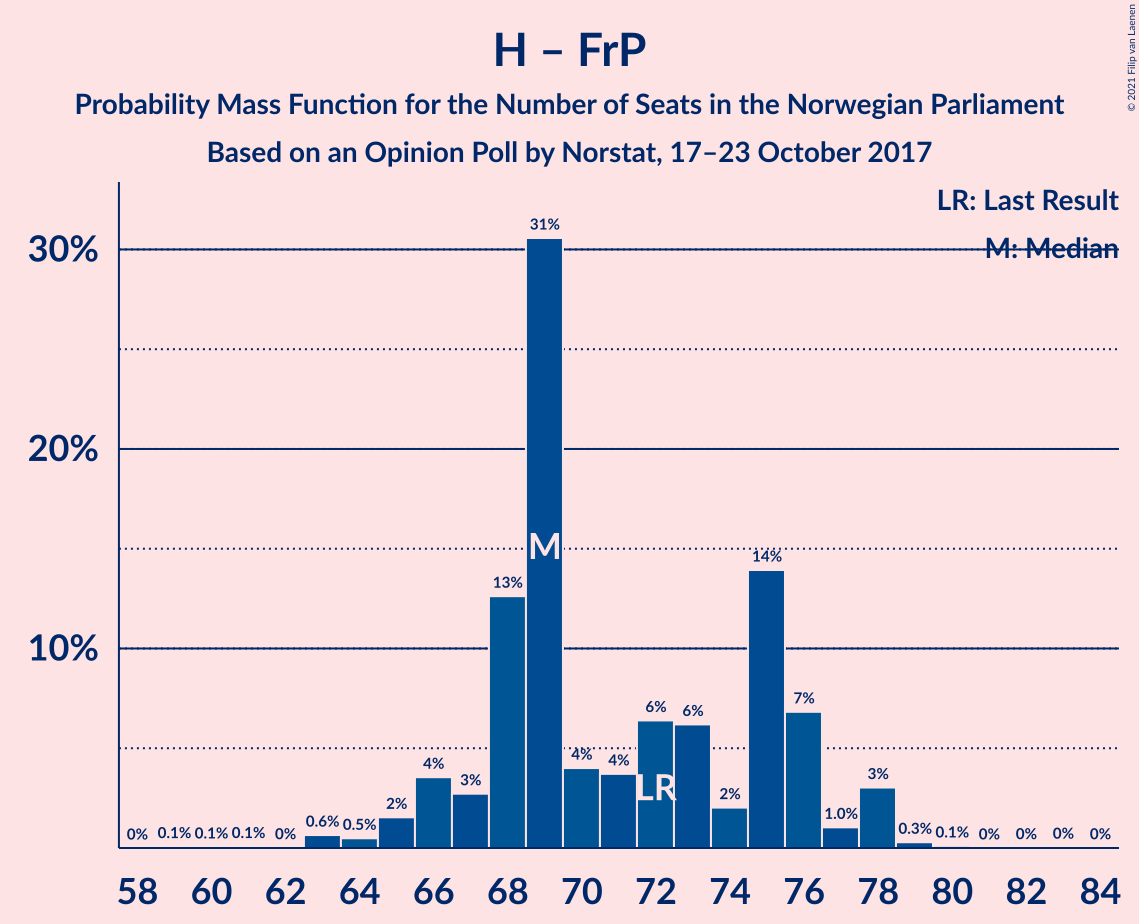 H – FrP
Probability Mass Function for the Number of Seats in the Norwegian Parliament
Based on an Opinion Poll by Norstat, 17–23 October 2017
© 2021 Filip van Laenen
LR: Last Result
M: Median
30%
20%
10%
0% 0.1% 0.1% 0.1% 0% 0.6% 0.5% 2% 4% 3% 13% 31% 4% 4% 6% 6% 2% 14% 7% 1.0% 3% 0.3% 0.1% 0% 0% 0% 0%
M
LR
58 60 62 64 66 68 70 72 74 76 78 80 82 84